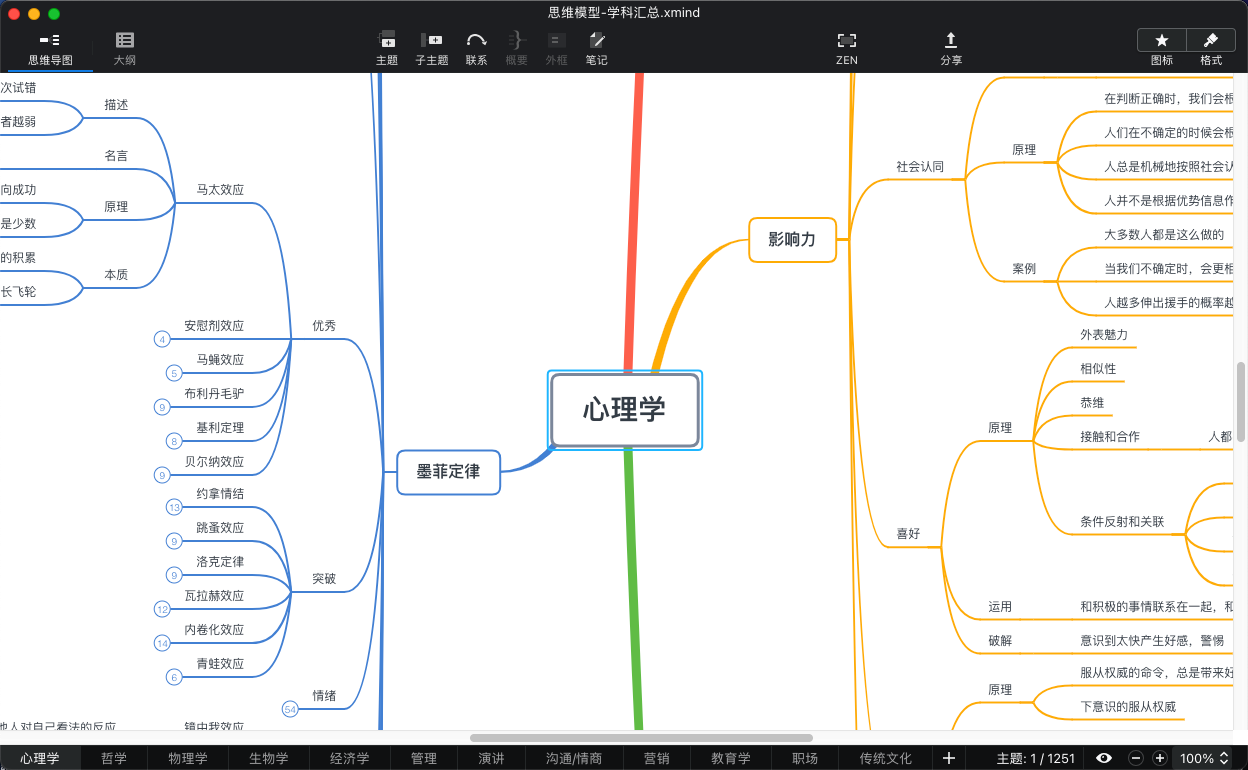 思维模型-学科汇总.xmind
思维导图
大纲
主题
子主题
联系
概要
外框
笔记
ZEN
分享
图标
格式
次试错
者越弱
描述
名言
向成功
是少数
原理
的积累
长飞轮
本质
马太效应
安慰剂效应
4
马蝇效应
5
布利丹毛驴
9
基利定理
8
贝尔纳效应
9
优秀
约拿情结
13
跳蚤效应
9
洛克定律
9
瓦拉赫效应
12
内卷化效应
14
青蛙效应
6
突破
情绪
54
他人对自己看法的反应
镜中我效应
墨菲定律
心理学
影响力
社会认同
原理
在判断正确时，我们会根
人们在不确定的时候会根
人总是机械地按照社会认
人并不是根据优势信息作
案例
大多数人都是这么做的
当我们不确定时，会更相
人越多伸出援手的概率越
喜好
原理
外表魅力
相似性
恭维
接触和合作
人都
条件反射和关联
运用
和积极的事情联系在一起，和
破解
意识到太快产生好感，警惕
原理
服从权威的命令，总是带来好
下意识的服从权威
心理学
哲学
物理学
生物学
经济学
管理
演讲
沟通/情商
营销
教育学
职场
传统文化
主题: 1 / 1251
100%